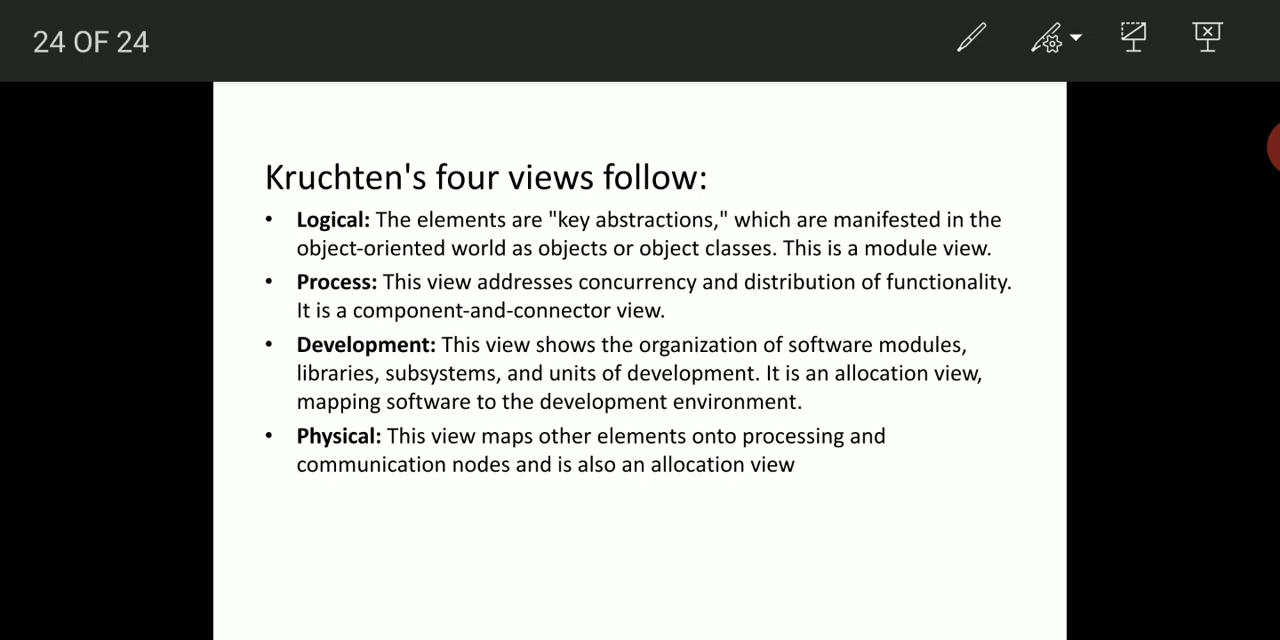 24 OF 24
Kruchten's four views follow:
• Logical: The elements are "key abstractions," which are manifested in the
object-oriented world as objects or object classes. This is a module view.
• Process: This view addresses concurrency and distribution of functionality.
It is a component-and-connector view.
• Development: This view shows the organization of software modules,
libraries, subsystems, and units of development. It is an allocation view,
mapping software to the development environment.
• Physical: This view maps other elements onto processing and
communication nodes and is also an allocation view